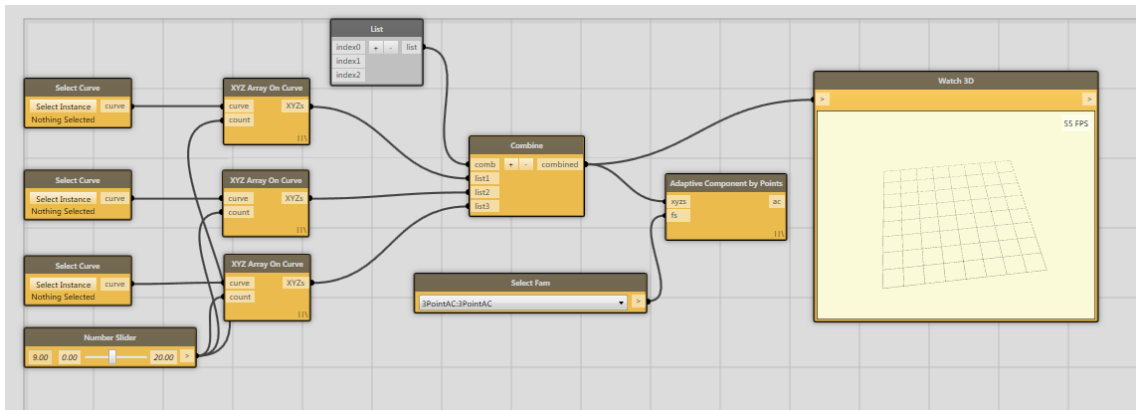 List
index0 + - list
index1
index2
Select Curve
Select Instance curve
Nothing Selected
XYZ Array On Curve
curve XYZs
count
Select Curve
Select Instance curve
Nothing Selected
XYZ Array On Curve
curve XYZs
count
Select Curve
Select Instance curve
Nothing Selected
XYZ Array On Curve
curve XYZs
count
Number Slider
9.00 0.00 20.00 >
Combine
comb + - combined
list1
list2
list3
Select Fam
3PointAC:3PointAC >
Adaptive Component by Points
xyzs ac
fs
Watch 3D
> >
55 FPS